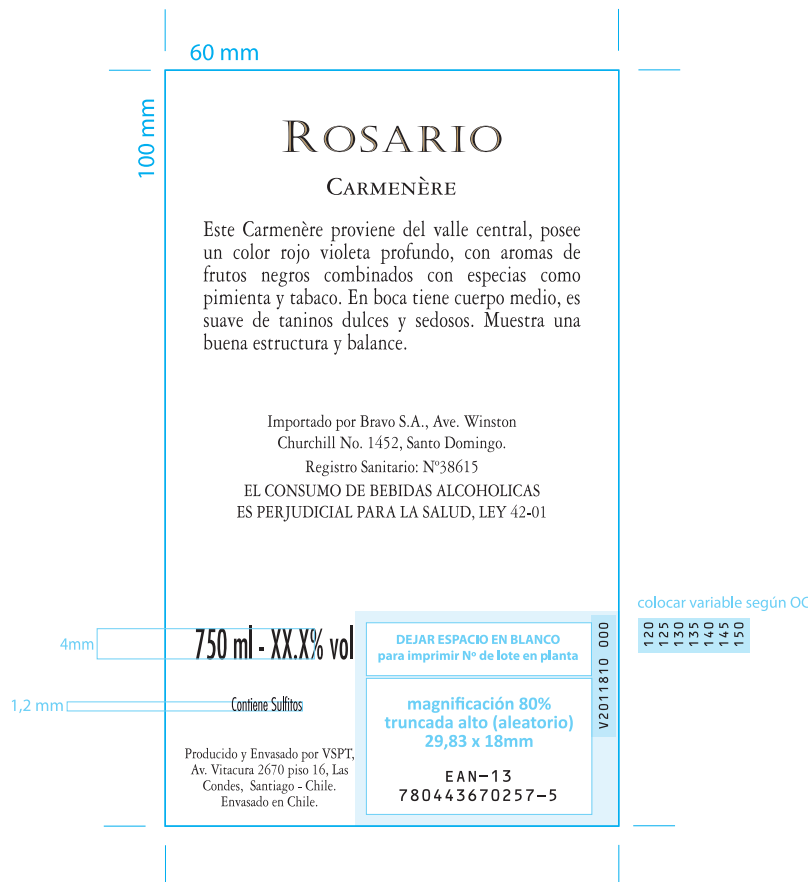 60 mm
100 mm
ROSARIO
CARMENÈRE
Este Carmenère proviene del valle central, posee
un color rojo violeta profundo, con aromas de
frutos negros combinados con especias como
pimienta y tabaco. En boca tiene cuerpo medio, es
suave de taninos dulces y sedosos. Muestra una
buena estructura y balance.
Importado por Bravo S.A., Ave. Winston
Churchill No. 1452, Santo Domingo.
Registro Sanitario: Nº38615
EL CONSUMO DE BEBIDAS ALCOHOLICAS
ES PERJUDICIAL PARA LA SALUD, LEY 42-01
4mm
750 ml - XX.X% vol
1,2 mm
Contiene Sulfitos
Producido y Envasado por VSPT,
Av. Vitacura 2670 piso 16, Las
Condes, Santiago - Chile.
Envasado en Chile.
DEJAR ESPACIO EN BLANCO
para imprimir Nº de lote en planta
magnificación 80%
truncada alto (aleatorio)
29,83 x 18mm
EAN-13
780443670257-5
V2011810 000
colocar variable según OC
120
125
130
135
140
145
150